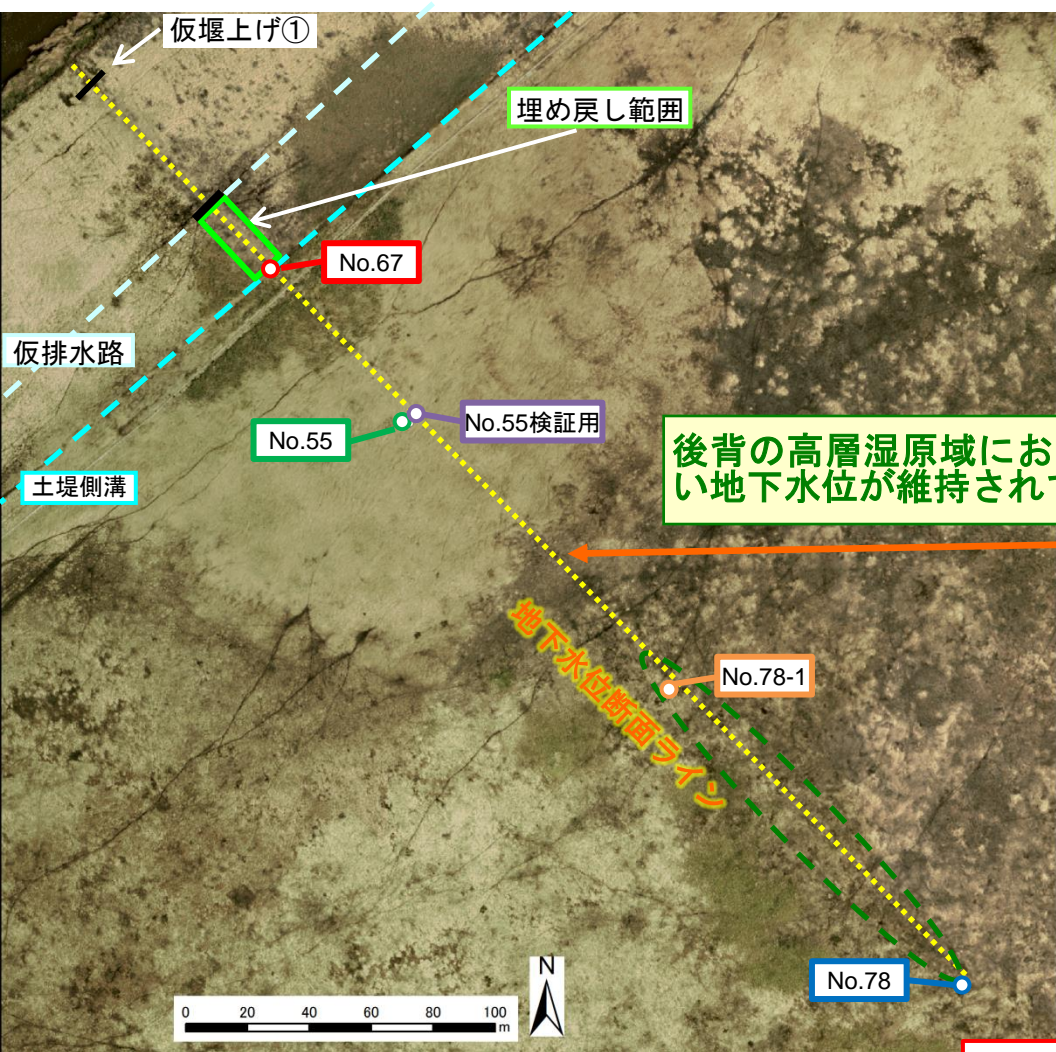 仮堰上げ①
埋め戻し範囲
No.67
仮排水路
No.55
No.55検証用
土堤側溝
後背の高層湿原域にお
い地下水位が維持されて
地下水位断面ライン
No.78-1
No.78
N
0 20 40 60 80 100
m